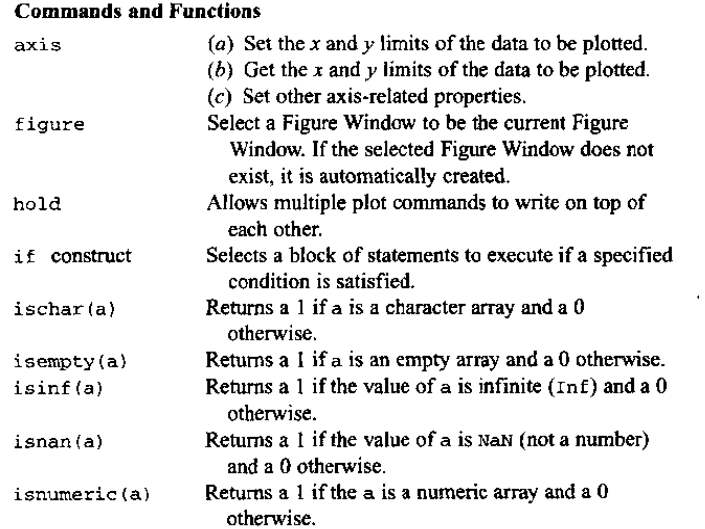 Commands and Functions
axis (a) Set the x and y limits of the data to be plotted.
(b) Get the x and y limits of the data to be plotted.
(c) Set other axis-related properties.
figure Select a Figure Window to be the current Figure
Window. If the selected Figure Window does not
exist, it is automatically created.
hold Allows multiple plot commands to write on top of
each other.
if construct Selects a block of statements to execute if a specified
condition is satisfied.
ischar(a) Returns a 1 if a is a character array and a 0
otherwise.
isempty(a) Returns a 1 if a is an empty array and a 0 otherwise.
isinf(a) Returns a 1 if the value of a is infinite (Inf) and a 0
otherwise.
isnan(a) Returns a 1 if the value of a is NaN (not a number)
and a 0 otherwise.
isnumeric(a) Returns a 1 if the a is a numeric array and a 0
otherwise.